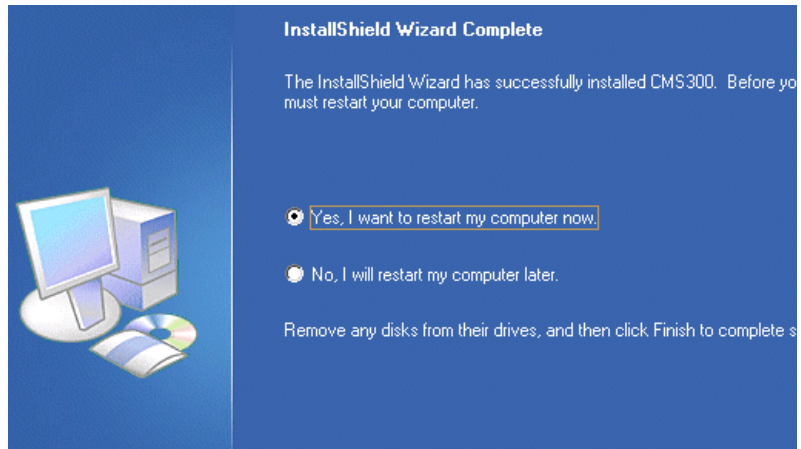 InstallShield Wizard Complete
The InstallShield Wizard has successfully installed CMS300. Before yo
must restart your computer.
Yes, I want to restart my computer now.
No, I will restart my computer later.
Remove any disks from their drives, and then click Finish to complete s